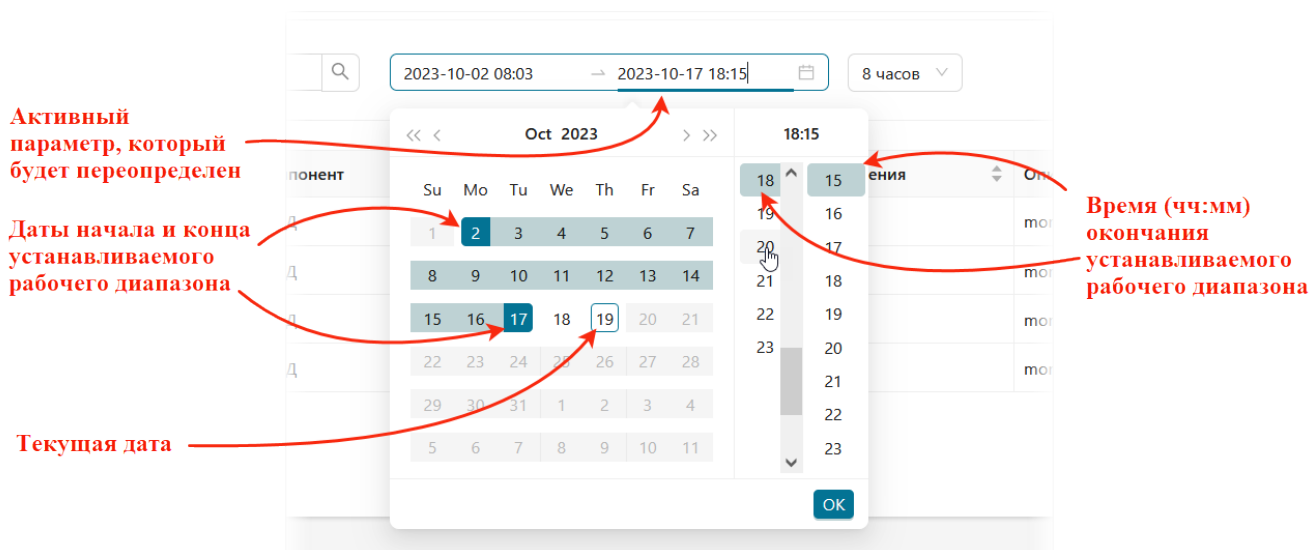 2023-10-02 08:03 → 2023-10-17 18:15
8 часов
Активный
параметр, который
будет переопределен
<< <
Oct 2023
> >>
18:15
понент
ения
Su Mo Tu We Th Fr Sa
1 2 3 4 5 6 7
8 9 10 11 12 13 14
15 16 17 18 19 20 21
22 23 24 25 26 27 28
29 30 31 1 2 3 4
5 6 7 8 9 10 11
18 15
19 16
20 17
21 18
22 19
23 20
21
22
23
OK
Даты начала и конца
устанавливаемого
рабочего диапазона
Текущая дата
Время (чч:мм)
окончания
устанавливаемого
рабочего диапазона